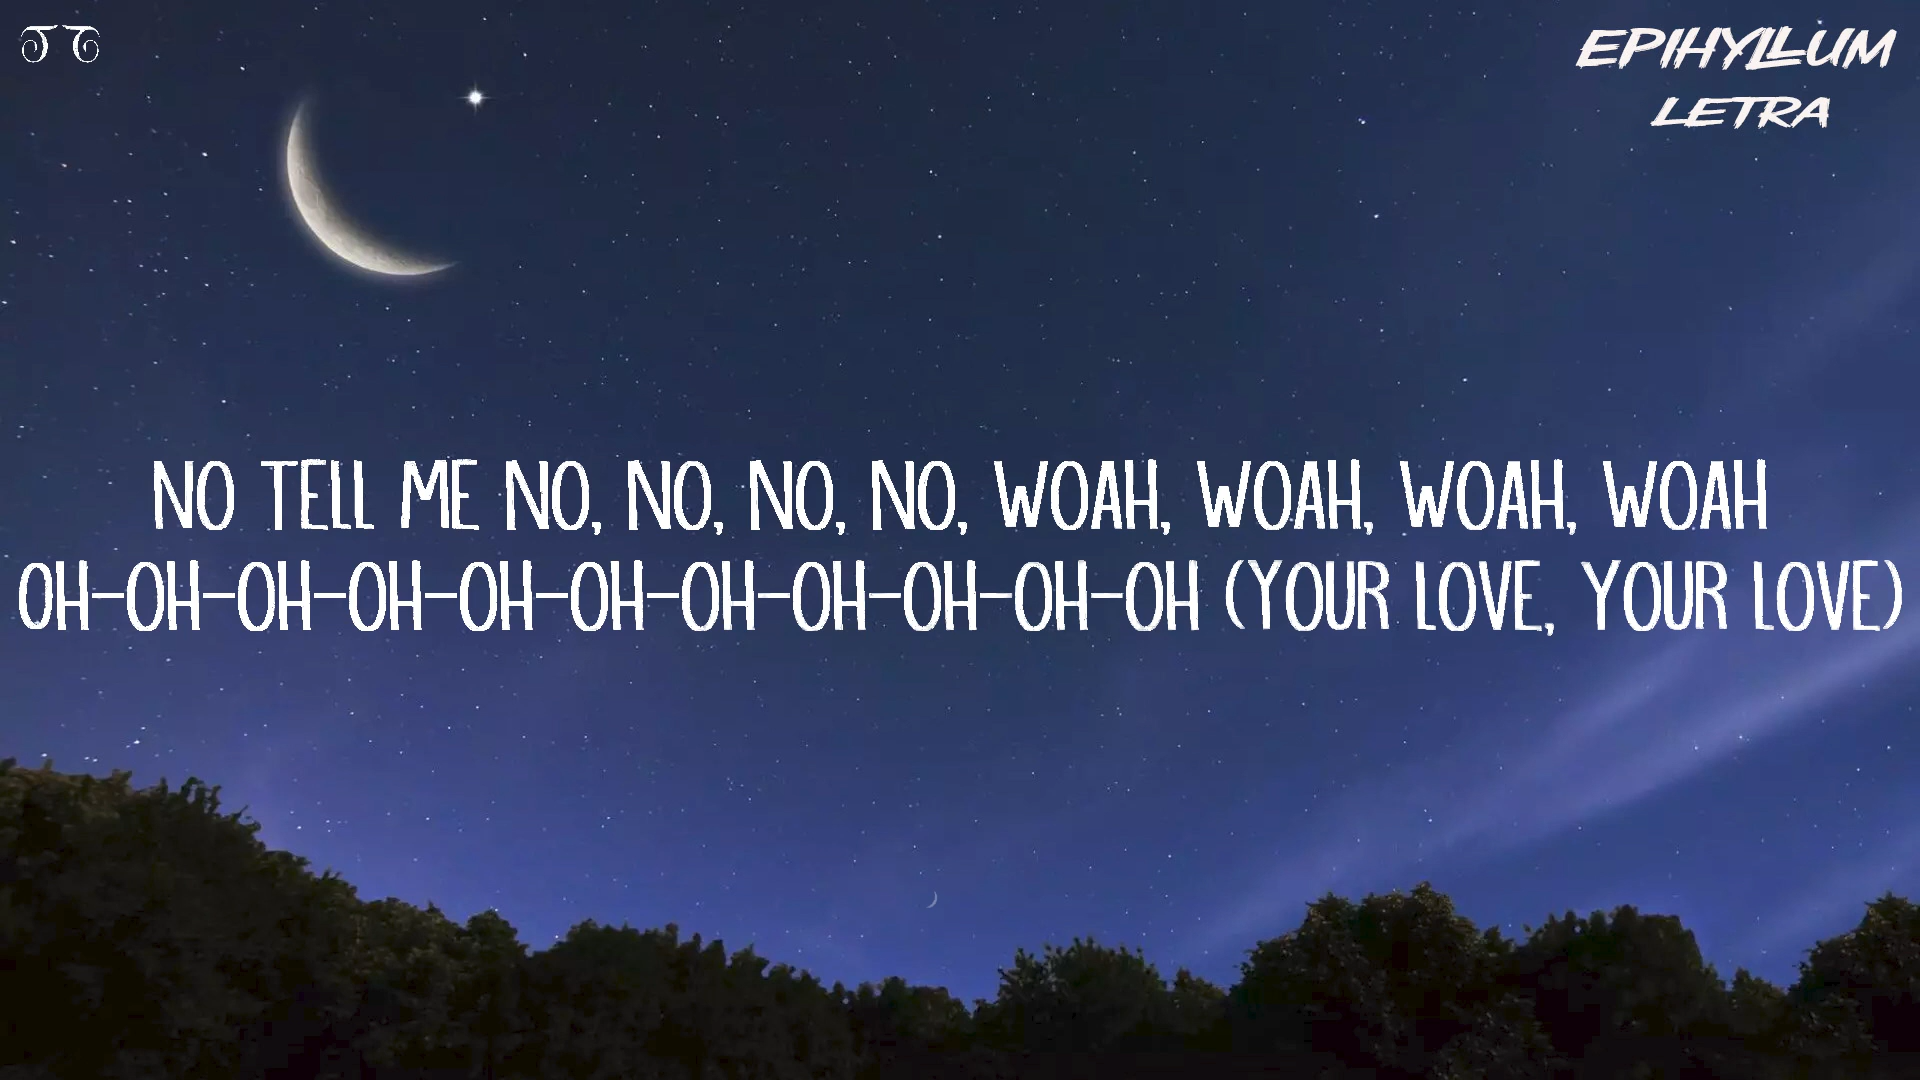 EPIHYLLUM
LETRA
NO TELL ME NO, NO, NO, NO, WOAH, WOAH, WOAH, WOAH
OH-OH-OH-OH-OH-OH-OH-OH-OH-OH-OH (YOUR LOVE, YOUR LOVE)